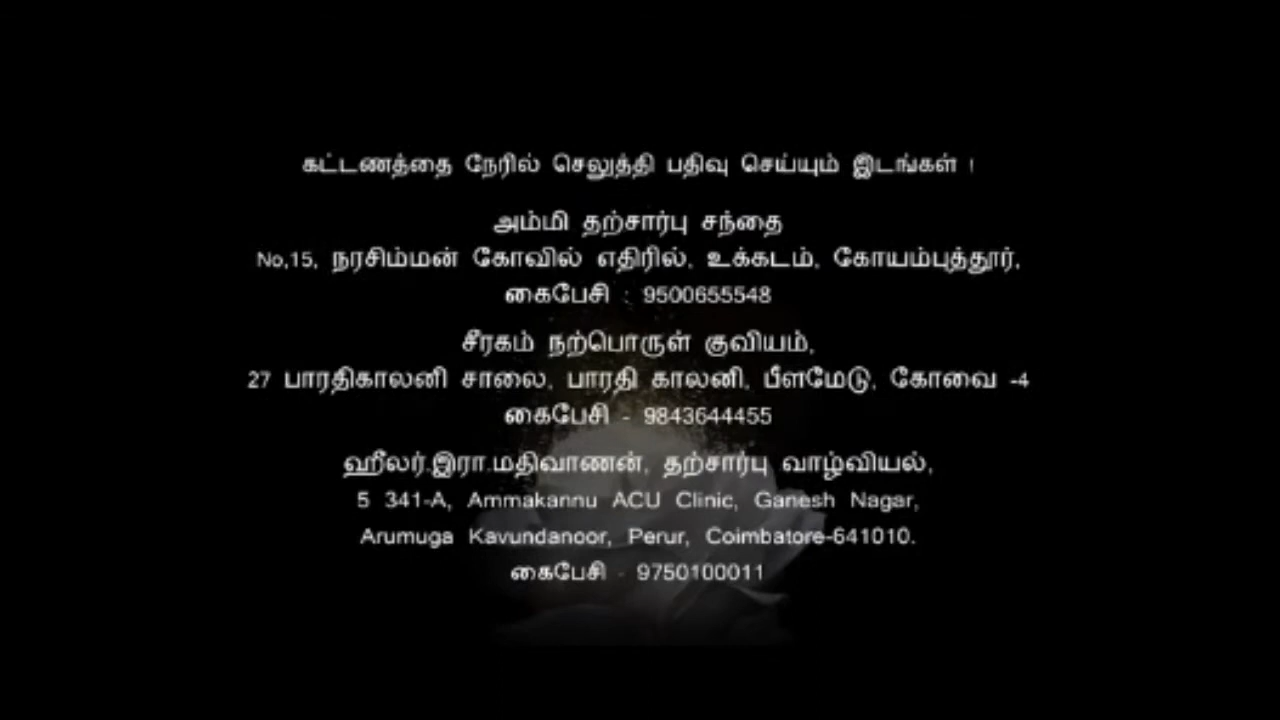 கட்டணத்தை நேரில் செலுத்தி பதிவு செய்யும் இடங்கள் !
அம்மி தற்சார்பு சந்தை
No,15, நரசிம்மன் கோவில் எதிரில், உக்கடம், கோயம்புத்தூர்,
கைபேசி : 9500655548
சீரகம் நற்பொருள் குவியம்,
27 பாரதிகாலனி சாலை, பாரதி காலனி, பீளமேடு, கோவை -4
கைபேசி - 9843644455
ஹீலர்.இரா.மதிவாணன், தற்சார்பு வாழ்வியல்,
5 341-A, Ammakannu ACU Clinic, Ganesh Nagar,
Arumuga Kavundanoor, Perur, Coimbatore-641010.
கைபேசி - 9750100011